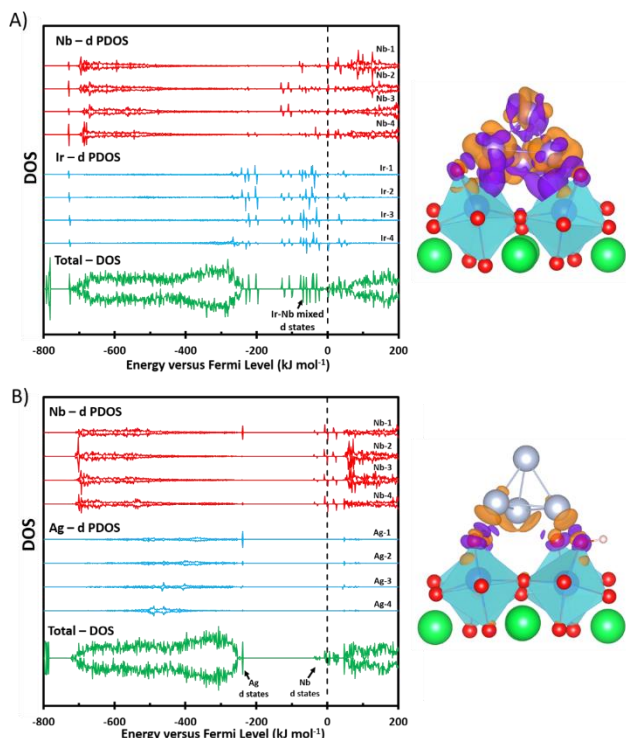 A)
Nb – d PDOS
Nb-1
Nb-2
Nb-3
Nb-4
Ir – d PDOS
Ir-1
Ir-2
Ir-3
Ir-4
Total – DOS
Ir-Nb mixed
d states
DOS
-800 -600 -400 -200 0 200
Energy versus Fermi Level (kJ mol-1)
B)
Nb – d PDOS
Nb-1
Nb-2
Nb-3
Nb-4
Ag – d PDOS
Ag-1
Ag-2
Ag-3
Ag-4
Total – DOS
Ag
d states
Nb
d states
DOS
-800 -600 -400 -200 0 200
Energy versus Fermi Level (kJ mol-1)